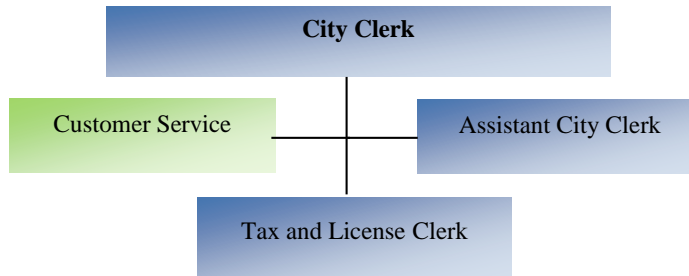 City Clerk
Customer Service
Assistant City Clerk
Tax and License Clerk